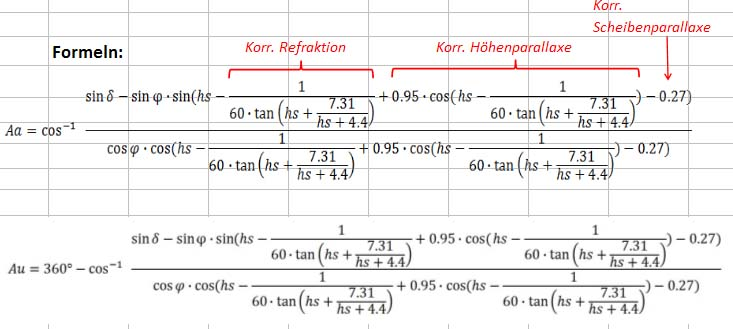 Korr.
Scheibenparallaxe
Formeln:
Korr. Refraktion
Korr. Höhenparallaxe
Aa = cos⁻¹ (sin δ − sin φ · sin(hs − 1 / (60 · tan (hs + 7.31 / (hs + 4.4))) + 0.95 · cos(hs − 1 / (60 · tan (hs + 7.31 / (hs + 4.4)))) − 0.27)) / (cos φ · cos(hs − 1 / (60 · tan (hs + 7.31 / (hs + 4.4))) + 0.95 · cos(hs − 1 / (60 · tan (hs + 7.31 / (hs + 4.4)))) − 0.27))
Au = 360° − cos⁻¹ (sin δ − sin φ · sin(hs − 1 / (60 · tan (hs + 7.31 / (hs + 4.4))) + 0.95 · cos(hs − 1 / (60 · tan (hs + 7.31 / (hs + 4.4)))) − 0.27)) / (cos φ · cos(hs − 1 / (60 · tan (hs + 7.31 / (hs + 4.4))) + 0.95 · cos(hs − 1 / (60 · tan (hs + 7.31 / (hs + 4.4)))) − 0.27))